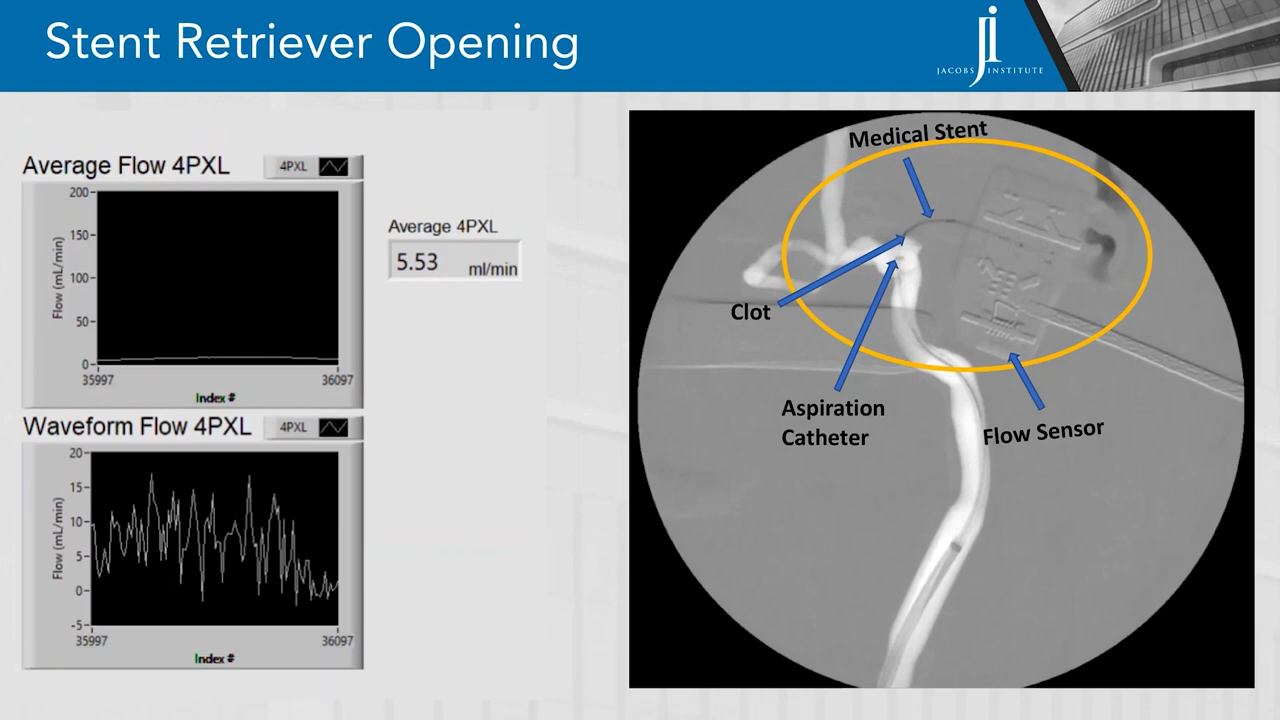 Stent Retriever Opening
JACOBS INSTITUTE
Average Flow 4PXL
4PXL
200
150
100
50
0
Flow (mL/min)
35997
36097
Index #
Average 4PXL
5.53 ml/min
Waveform Flow 4PXL
4PXL
20
15
10
5
0
-5
Flow (mL/min)
35997
36097
Index #
Medical Stent
Clot
Aspiration
Catheter
Flow Sensor